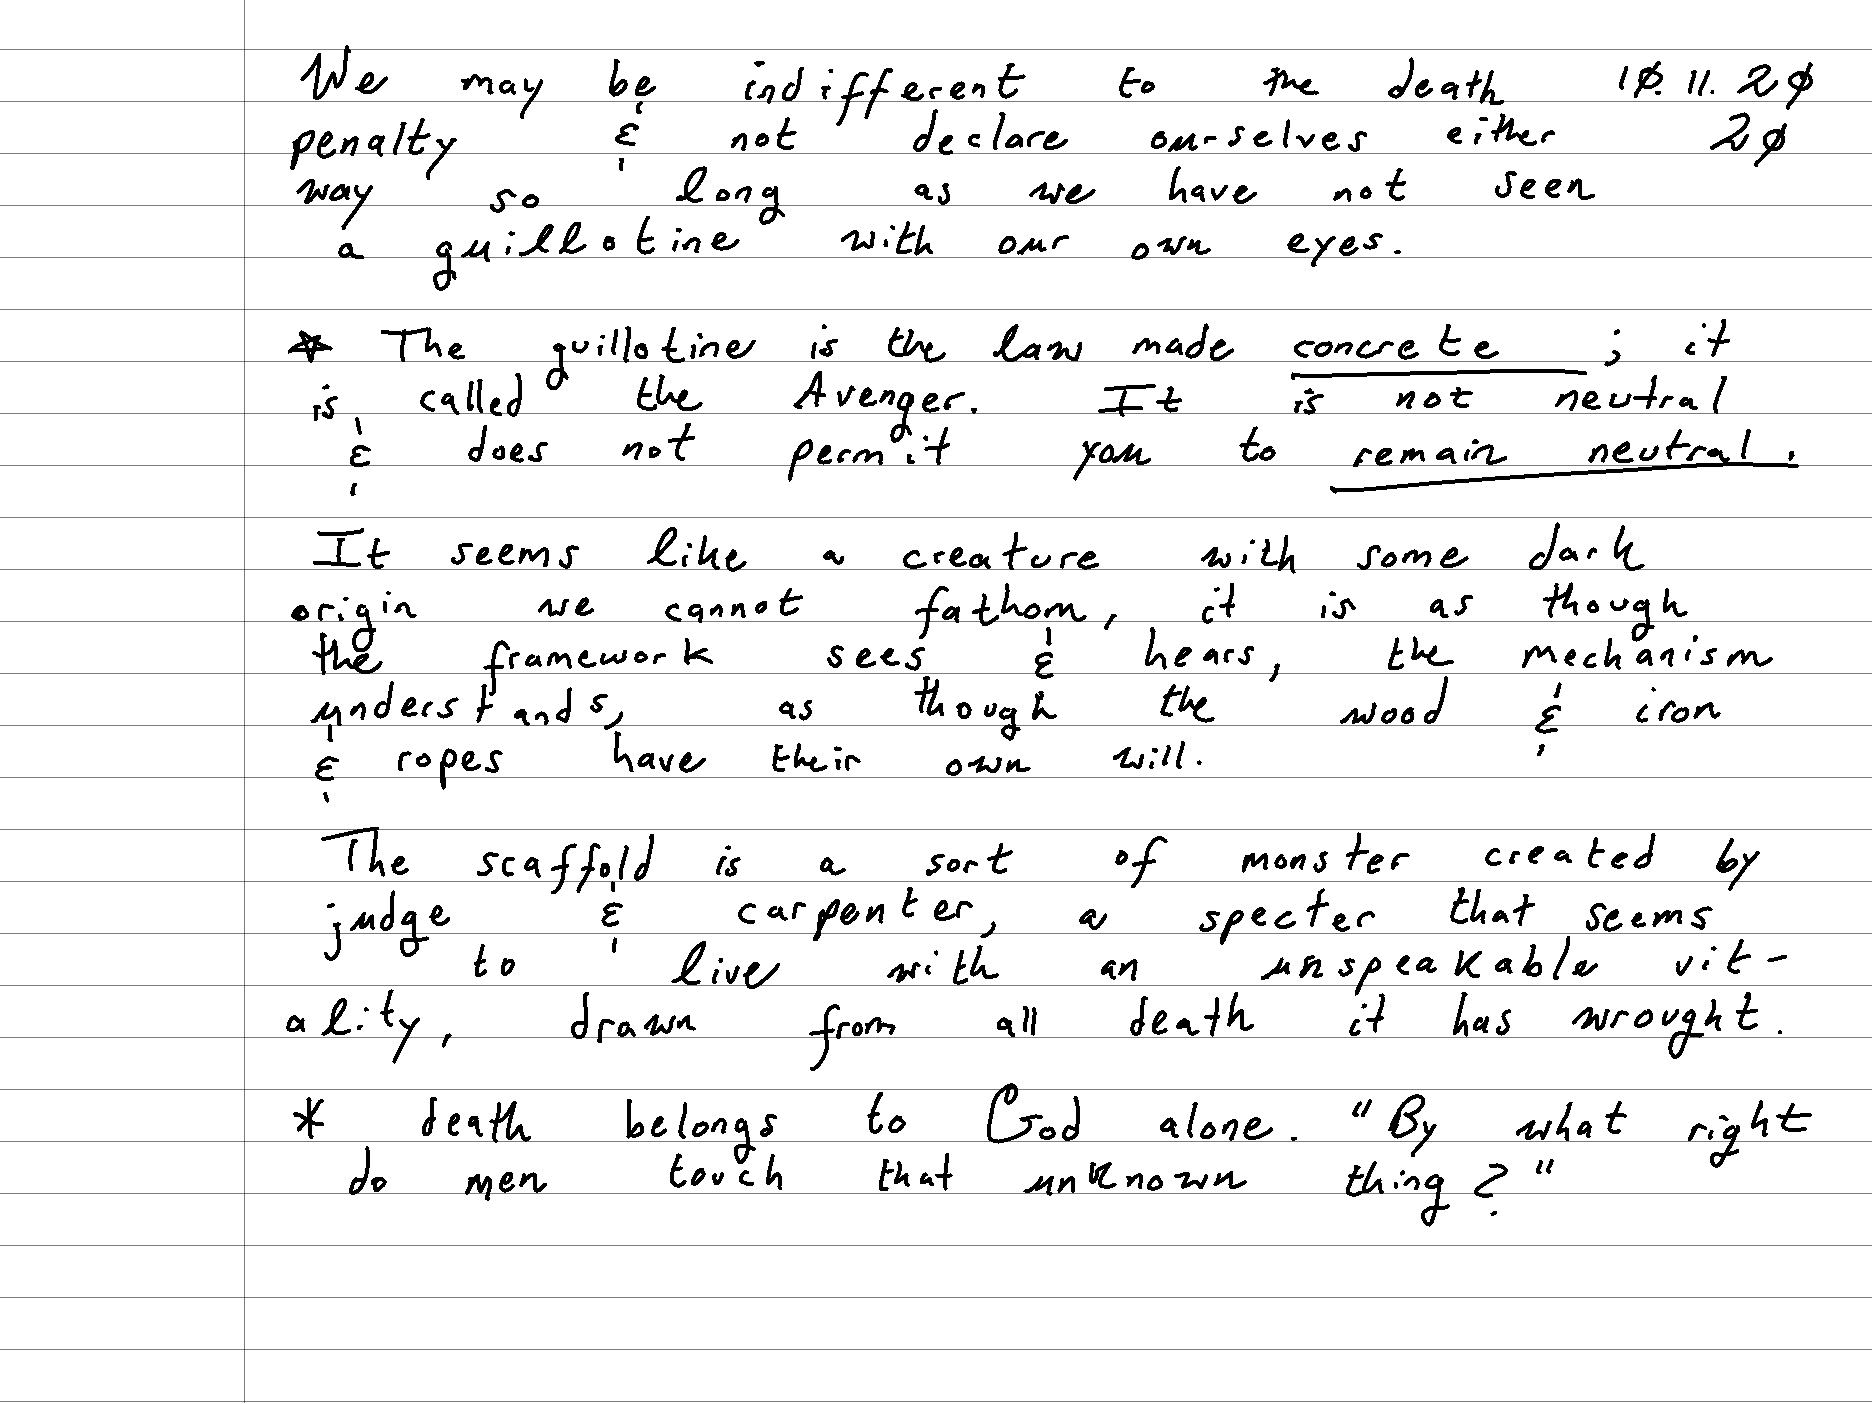 We may be indifferent to the death 10.11.20
penalty & not declare ourselves either 20
way so long as we have not seen
a guillotine with our own eyes.
☆ The guillotine is the law made concrete ; it
is called the Avenger. It is not neutral
& does not permit you to remain neutral.
It seems like a creature with some dark
origin we cannot fathom, it is as though
the framework sees & hears, the mechanism
understands, as though the wood & iron
& ropes have their own will.
The scaffold is a sort of monster created by
judge & carpenter, a specter that seems
to live with an unspeakable vit-
ality, drawn from all death it has wrought.
* death belongs to God alone. "By what right
do men touch that unknown thing?"